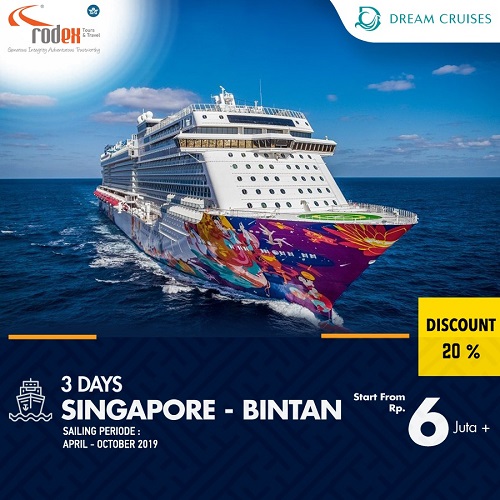 rodex Tours
& Travel
Generous Integrity Adventurous Trustworthy
DREAM CRUISES
DISCOUNT
20 %
3 DAYS
SINGAPORE - BINTAN
SAILING PERIODE :
APRIL - OCTOBER 2019
Start From
Rp. 6 Juta +